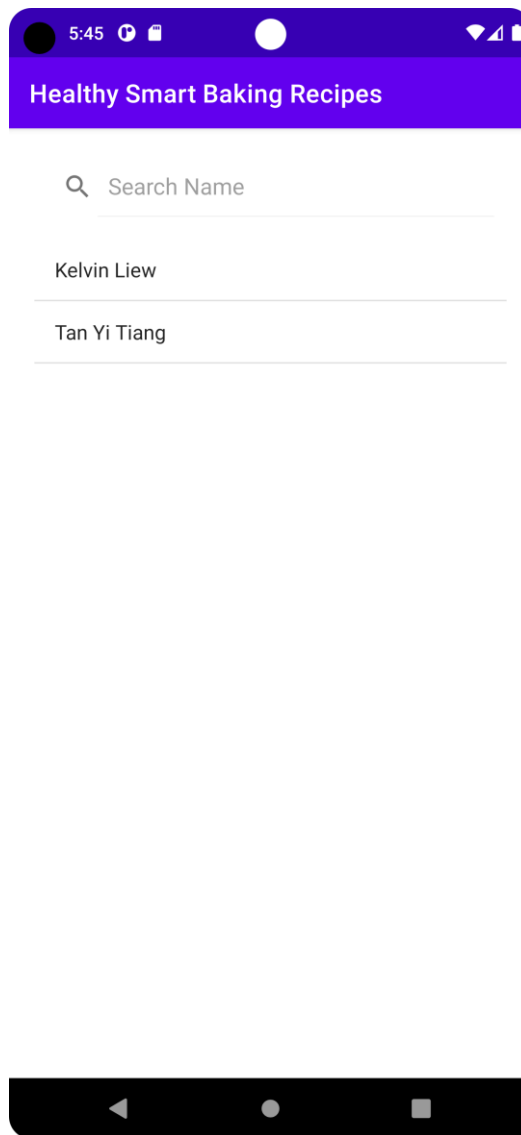 5:45
Healthy Smart Baking Recipes
Search Name
Kelvin Liew
Tan Yi Tiang